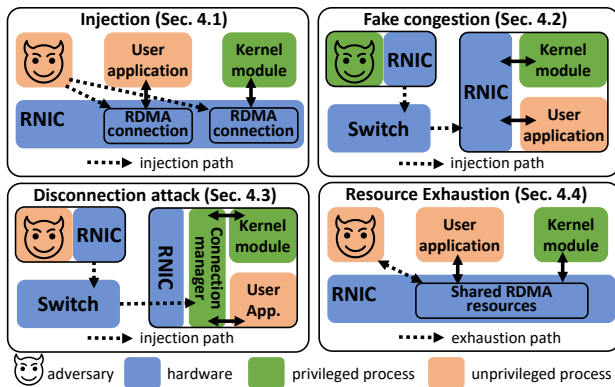 Injection (Sec. 4.1)
User
application
Kernel
module
RNIC
RDMA
connection
RDMA
connection
injection path
Fake congestion (Sec. 4.2)
RNIC
Switch
RNIC
Kernel
module
User
application
injection path
Disconnection attack (Sec. 4.3)
RNIC
Switch
RNIC
Connection
manager
Kernel
module
User
App.
injection path
Resource Exhaustion (Sec. 4.4)
User
application
Kernel
module
RNIC
Shared RDMA
resources
exhaustion path
adversary
hardware
privileged process
unprivileged process